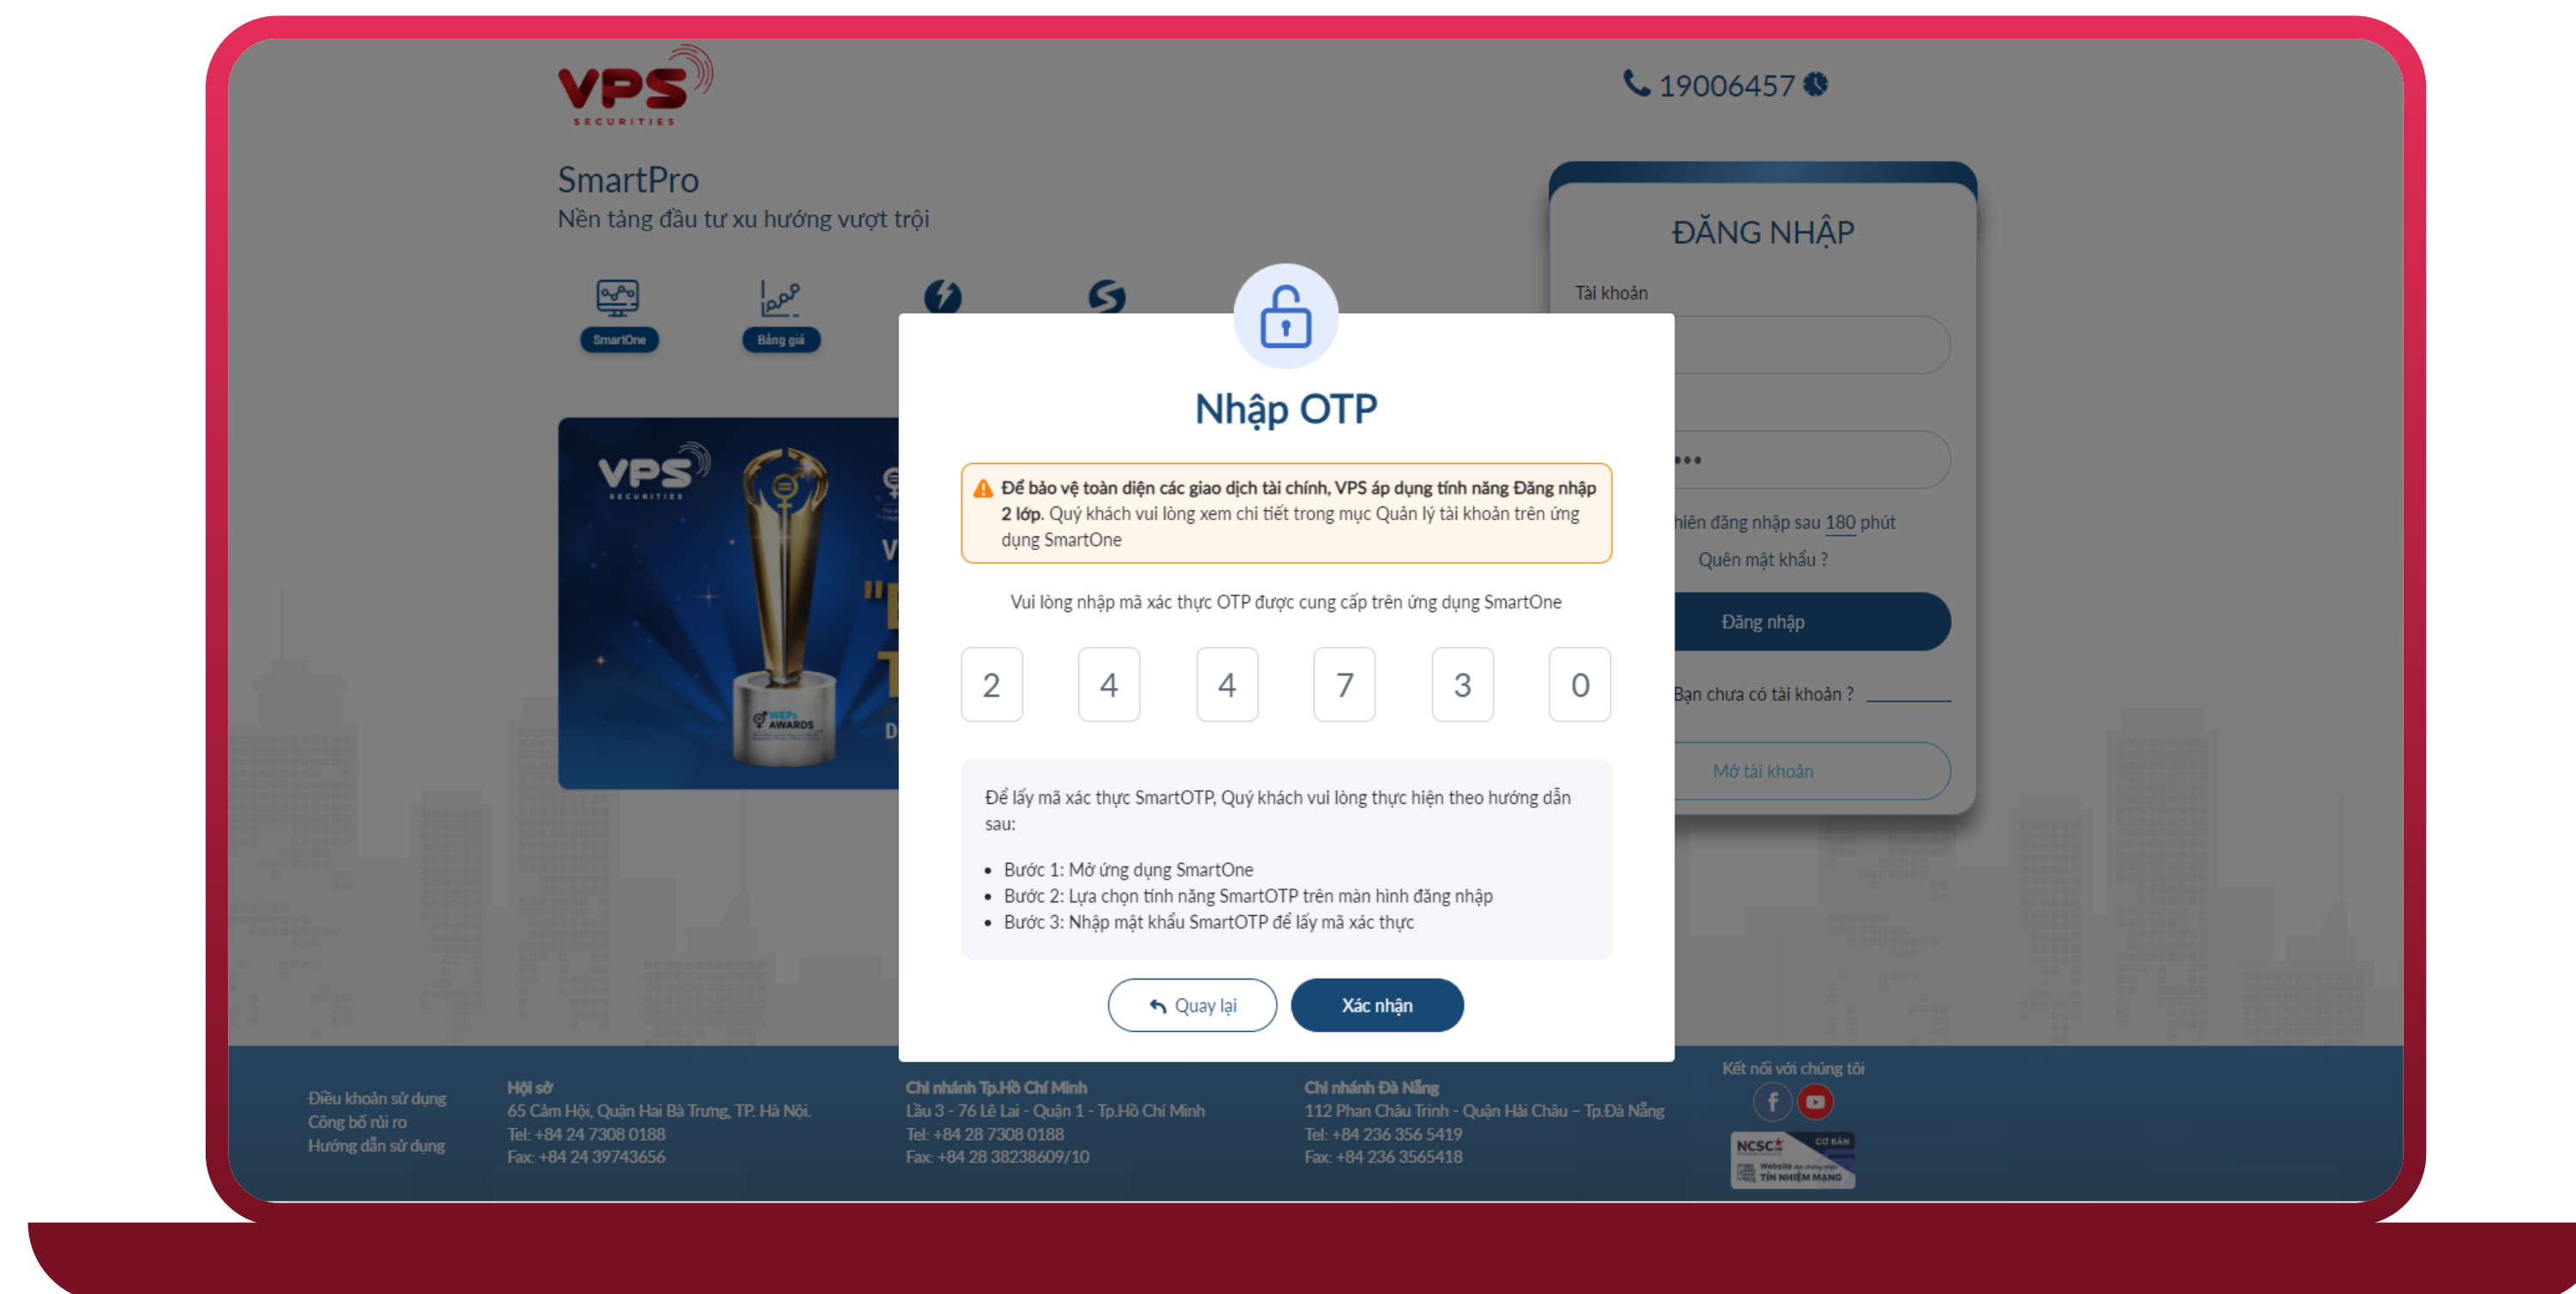 VPS
SECURITIES
19006457
SmartPro
Nền tảng đầu tư xu hướng vượt trội
SmartOne
Bảng giá
VPS
SECURITIES
WEPs
AWARDS
ĐĂNG NHẬP
Tài khoản
đăng nhập sau 180 phút
Quên mật khẩu ?
Đăng nhập
Bạn chưa có tài khoản ?
Mở tài khoản
Nhập OTP
Để bảo vệ toàn diện các giao dịch tài chính, VPS áp dụng tính năng Đăng nhập
2 lớp. Quý khách vui lòng xem chi tiết trong mục Quản lý tài khoản trên ứng
dụng SmartOne
Vui lòng nhập mã xác thực OTP được cung cấp trên ứng dụng SmartOne
2 4 4 7 3 0
Để lấy mã xác thực SmartOTP, Quý khách vui lòng thực hiện theo hướng dẫn
sau:
• Bước 1: Mở ứng dụng SmartOne
• Bước 2: Lựa chọn tính năng SmartOTP trên màn hình đăng nhập
• Bước 3: Nhập mật khẩu SmartOTP để lấy mã xác thực
Quay lại
Xác nhận
Điều khoản sử dụng
Công bố rủi ro
Hướng dẫn sử dụng
Hội sở
65 Cảm Hội, Quận Hai Bà Trưng, TP. Hà Nội.
Tel: +84 24 7308 0188
Fax: +84 24 39743656
Chi nhánh Tp.Hồ Chí Minh
Lầu 3 - 76 Lê Lai - Quận 1 - Tp.Hồ Chí Minh
Tel: +84 28 7308 0188
Fax: +84 28 38238609/10
Chi nhánh Đà Nẵng
112 Phan Châu Trinh - Quận Hải Châu – Tp.Đà Nẵng
Tel: +84 236 356 5419
Fax: +84 236 3565418
Kết nối với chúng tôi
NCSC
CƠ BẢN
Website
TÍN NHIỆM MẠNG